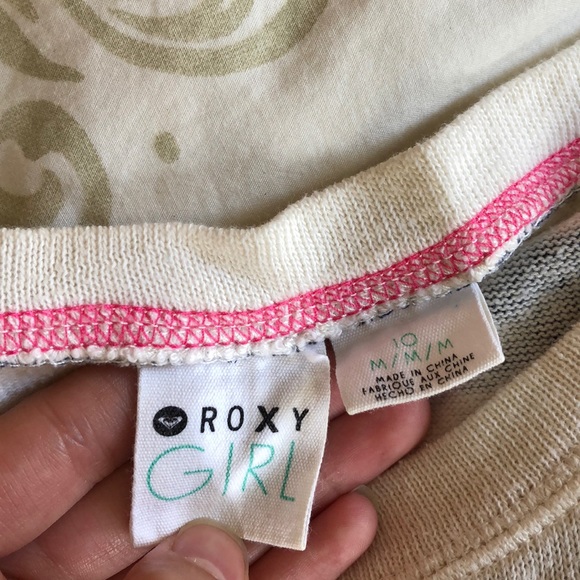 ROXY
GIRL
10
M/M/M
MADE IN CHINA
FABRIQUE AUX CHINE
HECHO EN CHINA